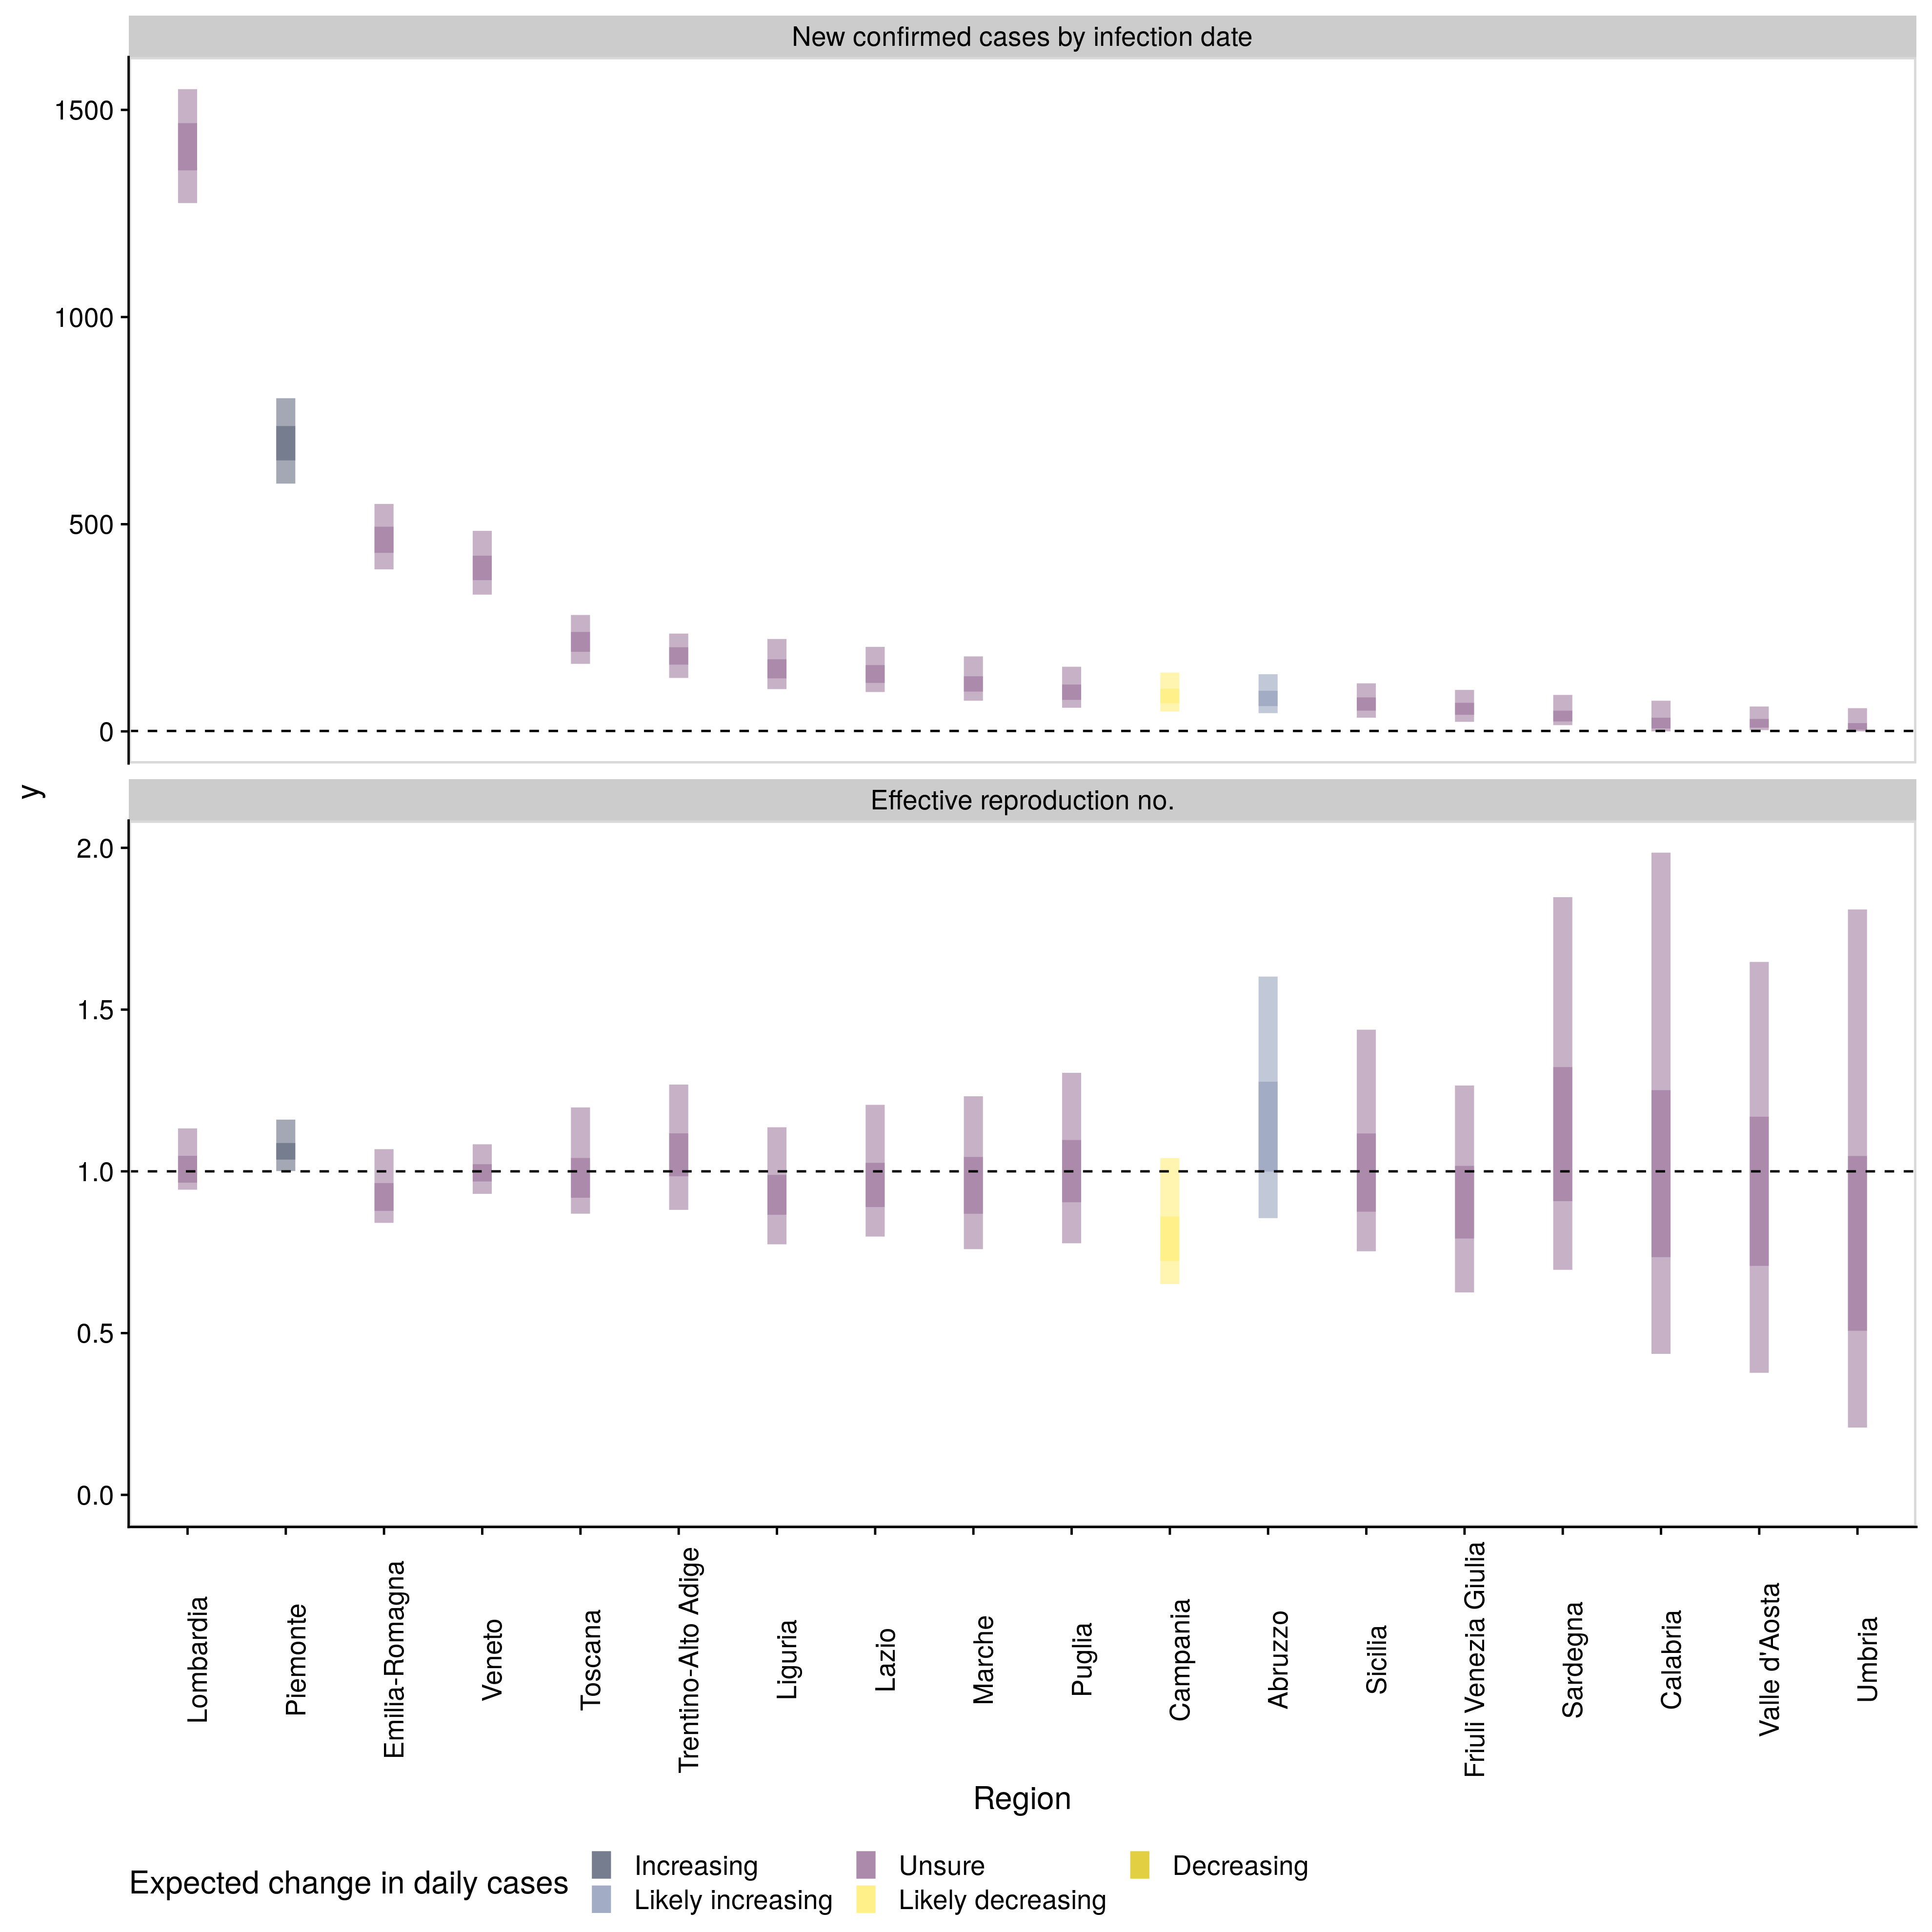 New confirmed cases by infection date
1500
1000
500
0
y
Effective reproduction no.
2.0
1.5
1.0
0.5
0.0
Lombardia
Piemonte
Emilia-Romagna
Veneto
Toscana
Trentino-Alto Adige
Liguria
Lazio
Marche
Puglia
Campania
Abruzzo
Sicilia
Friuli Venezia Giulia
Sardegna
Calabria
Valle d'Aosta
Umbria
Region
Expected change in daily cases
Increasing
Unsure
Decreasing
Likely increasing
Likely decreasing